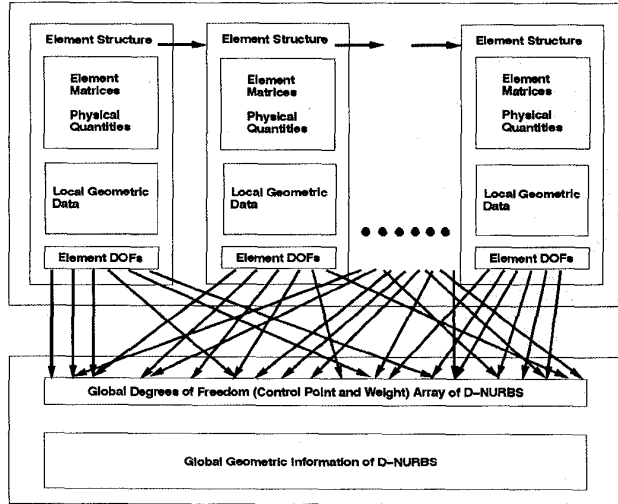 Element Structure
Element
Matrices
Physical
Quantities
Local Geometric
Data
Element DOFs
Element Structure
Element
Matrices
Physical
Quantities
Local Geometric
Data
Element DOFs
Element Structure
Element
Matrices
Physical
Quantities
Local Geometric
Data
Element DOFs
Global Degrees of Freedom (Control Point and Weight) Array of D–NURBS
Global Geometric Information of D–NURBS